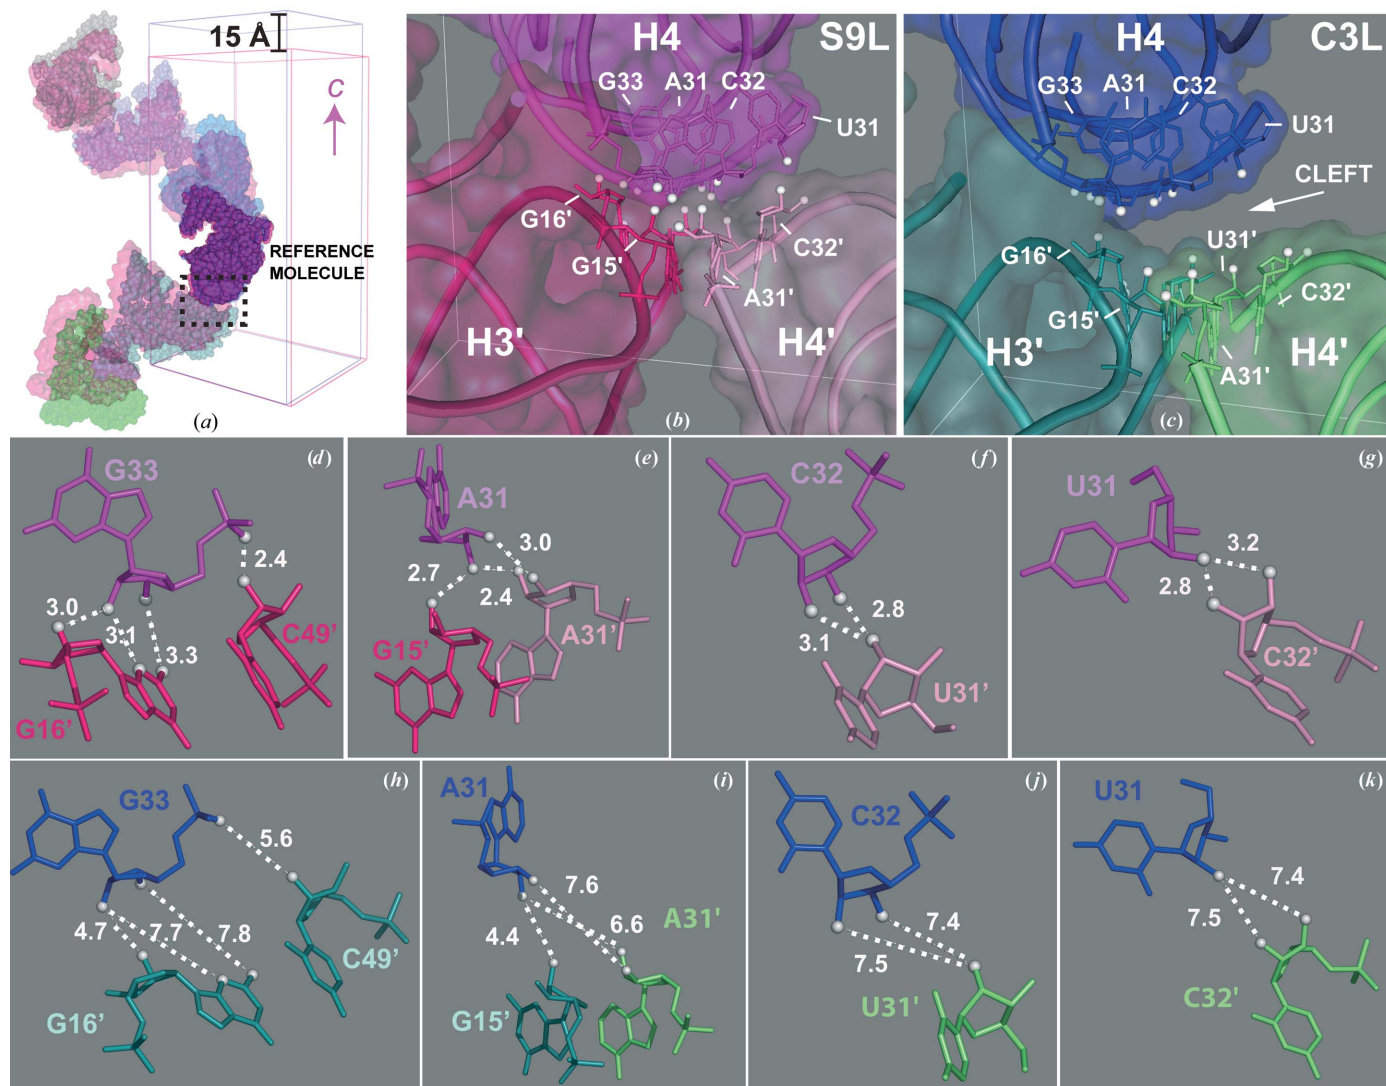 15 Å
c
REFERENCE
MOLECULE
(a)
H4
S9L
G33
A31
C32
U31
G16'
G15'
C32'
A31'
H3'
H4'
(b)
H4
C3L
G33
A31
C32
U31
CLEFT
G16'
U31'
G15'
C32'
H3'
A31'
H4'
(c)
(d)
G33
2.4
3.0
3.1
3.3
C49'
G16'
(e)
A31
3.0
2.7
2.4
G15'
A31'
(f)
C32
2.8
3.1
U31'
(g)
U31
3.2
2.8
C32'
(h)
G33
5.6
4.7
7.7
7.8
C49'
G16'
(i)
A31
7.6
6.6
4.4
A31'
G15'
(j)
C32
7.4
7.5
U31'
(k)
U31
7.4
7.5
C32'